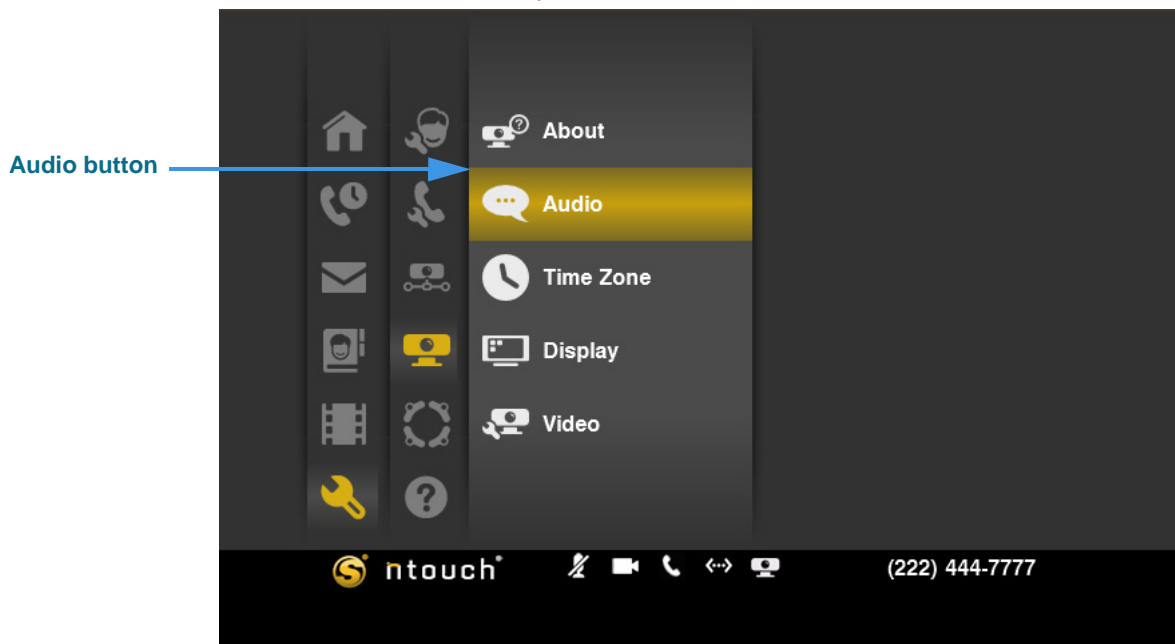 About
Audio button
Audio
Time Zone
Display
Video
ntouch
(222) 444-7777